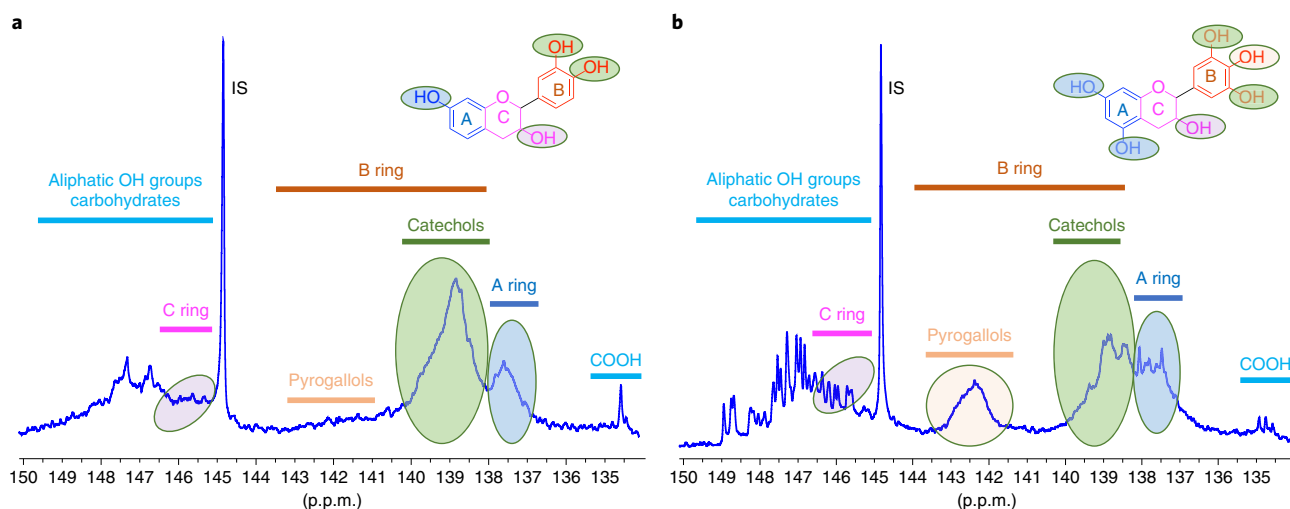 a
IS
OH
OH
B
HO
O
A
C
OH
B ring
Aliphatic OH groups
carbohydrates
Catechols
A ring
C ring
COOH
Pyrogallols
150 149 148 147 146 145 144 143 142 141 140 139 138 137 136 135
(p.p.m.)
b
IS
OH
OH
B
HO
O
OH
A
C
OH
OH
B ring
Aliphatic OH groups
carbohydrates
Catechols
A ring
C ring
Pyrogallols
COOH
150 149 148 147 146 145 144 143 142 141 140 139 138 137 136 135
(p.p.m.)